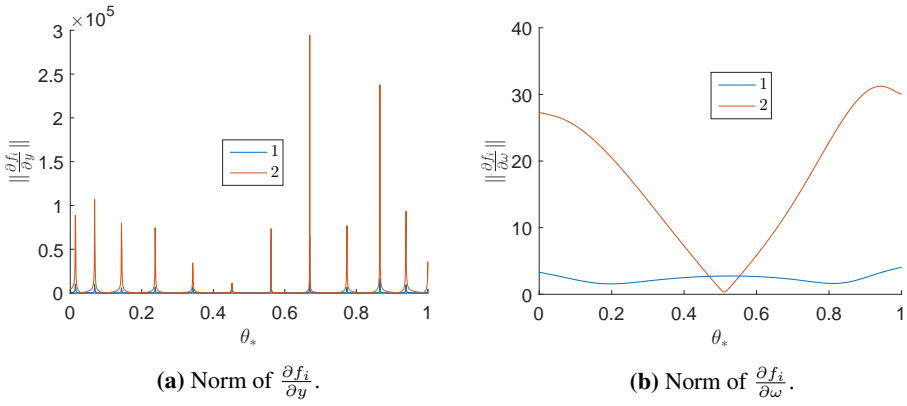 ×10^5
3
2.5
2
1.5
1
0.5
0
‖∂f_i/∂y‖
1
2
0 0.2 0.4 0.6 0.8 1
θ_*
(a) Norm of ∂f_i/∂y.
40
30
20
10
0
‖∂f_i/∂ω‖
1
2
0 0.2 0.4 0.6 0.8 1
θ_*
(b) Norm of ∂f_i/∂ω.